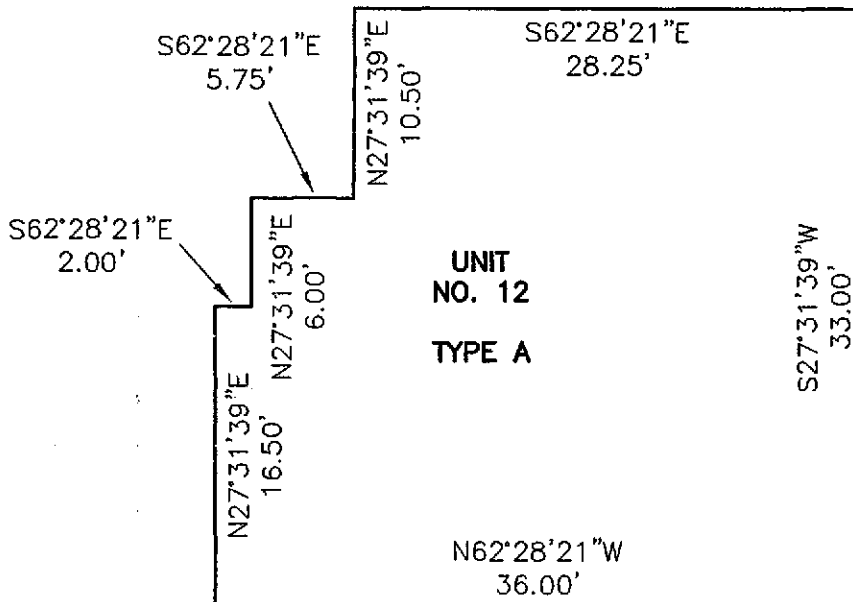 S62°28'21"E
5.75'
N27°31'39"E
10.50'
S62°28'21"E
28.25'
S62°28'21"E
2.00'
N27°31'39"E
6.00'
UNIT
NO. 12
TYPE A
S27°31'39"W
33.00'
N27°31'39"E
16.50'
N62°28'21"W
36.00'